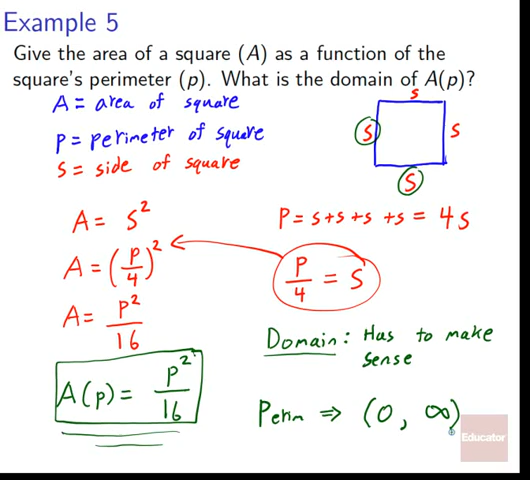 Example 5
Give the area of a square (A) as a function of the
square's perimeter (p). What is the domain of A(p)?
A = area of square
P = perimeter of square
S = side of square
s
s
s
s
A = s²
P = s+s+s+s = 4s
A = (P/4)²
P/4 = S
A = P²/16
Domain: Has to make
sense
A(p) = P²/16
Perim ⇒ (0, ∞)
Educator